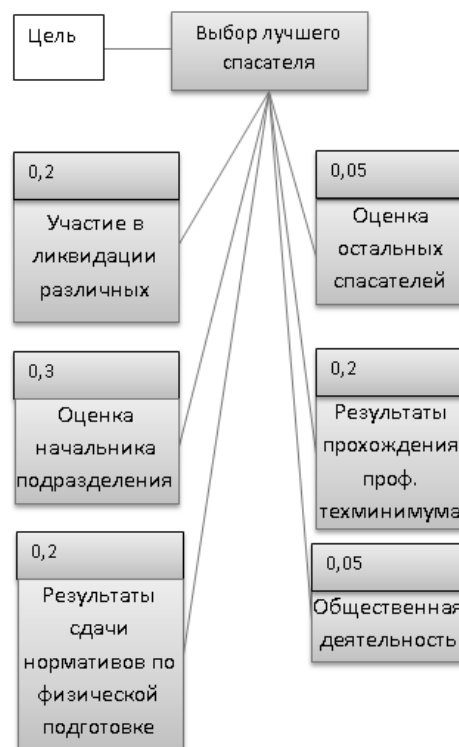 Цель
Выбор лучшего
спасателя
0,2
Участие в
ликвидации
различных
0,3
Оценка
начальника
подразделения
0,2
Результаты
сдачи
нормативов по
физической
подготовке
0,05
Оценка
остальных
спасателей
0,2
Результаты
прохождения
проф.
техминимума
0,05
Общественная
деятельность